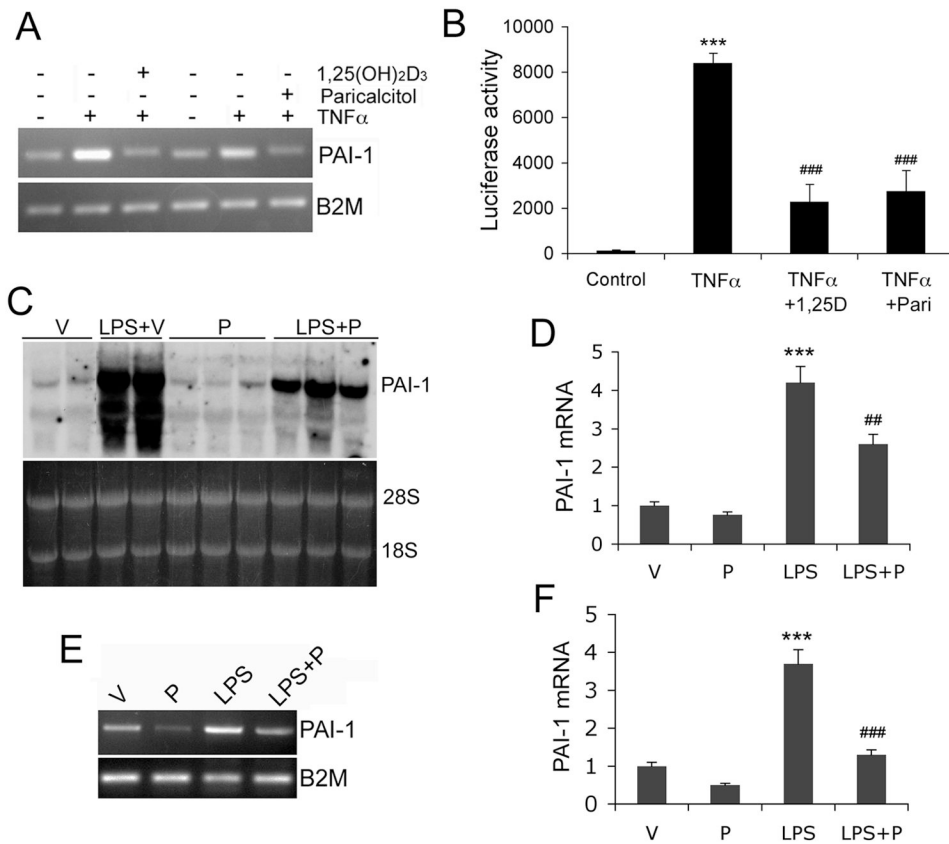 A
- - + - - - 1,25(OH)₂D₃
- - - - - + Paricalcitol
- + + - + + TNFα
PAI-1
B2M
B
Luciferase activity
10000
8000
6000
4000
2000
0
***
###
###
Control TNFα TNFα TNFα
+1,25D +Pari
C
V LPS+V P LPS+P
PAI-1
28S
18S
D
PAI-1 mRNA
5
4
3
2
1
0
***
##
V P LPS LPS+P
E
V P LPS LPS+P
PAI-1
B2M
F
PAI-1 mRNA
5
4
3
2
1
0
***
###
V P LPS LPS+P